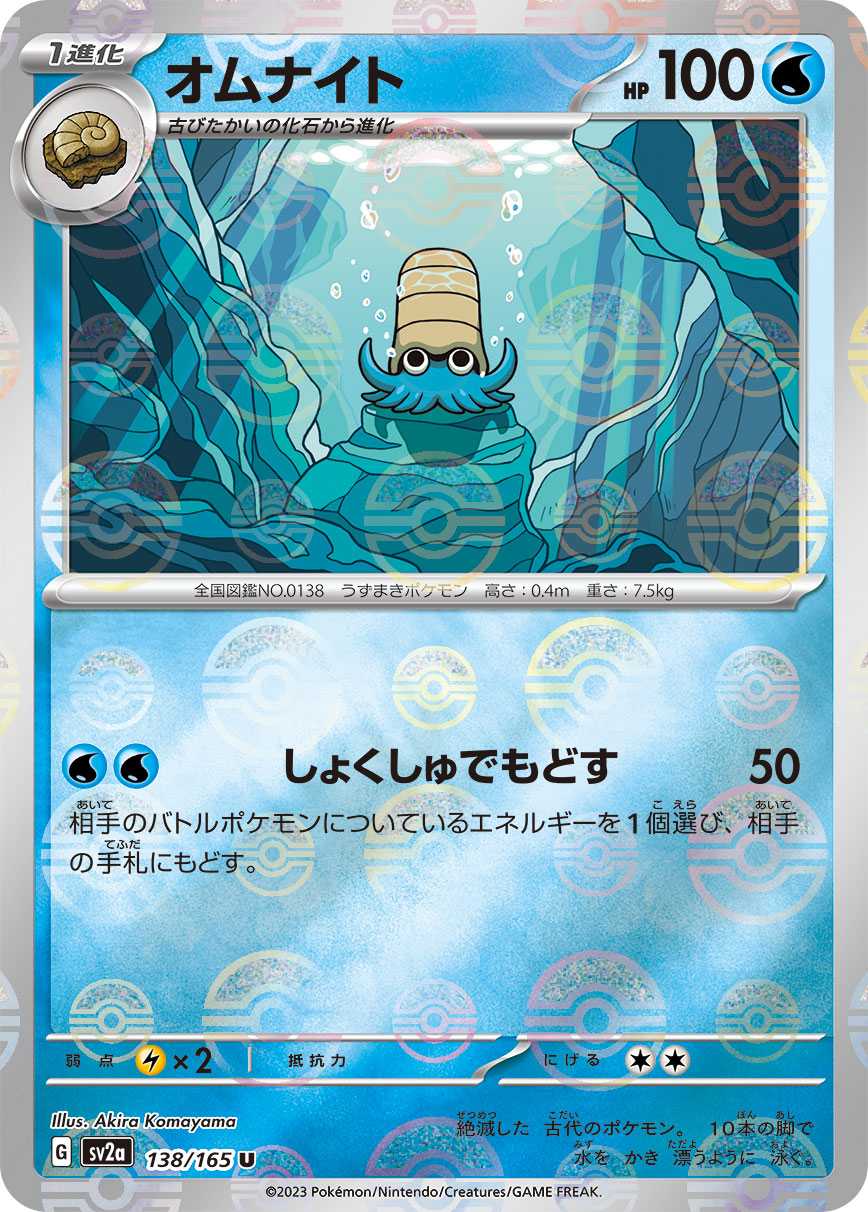 1進化
オムナイト
HP 100
古びたかいの化石から進化
全国図鑑NO.0138 うずまきポケモン 高さ:0.4m 重さ:7.5kg
しょくしゅでもどす 50
相手のバトルポケモンについているエネルギーを1個選び、相手
の手札にもどす。
弱点 ×2 抵抗力 にげる
Illus. Akira Komayama
G sv2a 138/165 U
絶滅した 古代のポケモン。 10本の脚で
水を かき 漂うように 泳ぐ。
©2023 Pokémon/Nintendo/Creatures/GAME FREAK.